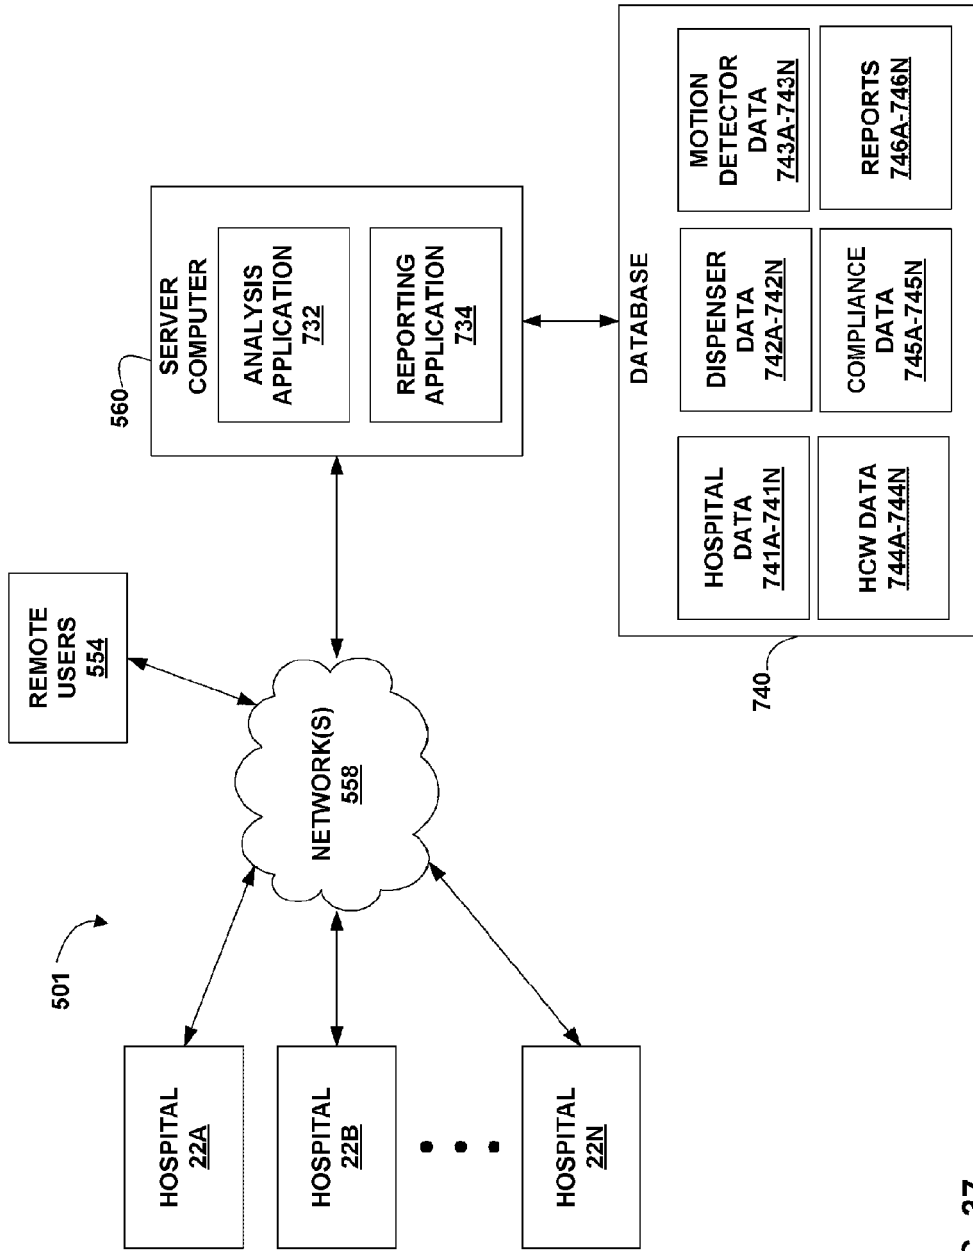 501
HOSPITAL
22A
HOSPITAL
22B
HOSPITAL
22N
REMOTE
USERS
554
NETWORK(S)
558
560
SERVER
COMPUTER
ANALYSIS
APPLICATION
732
REPORTING
APPLICATION
734
740
DATABASE
HOSPITAL
DATA
741A-741N
DISPENSER
DATA
742A-742N
MOTION
DETECTOR
DATA
743A-743N
HCW DATA
744A-744N
COMPLIANCE
DATA
745A-745N
REPORTS
746A-746N